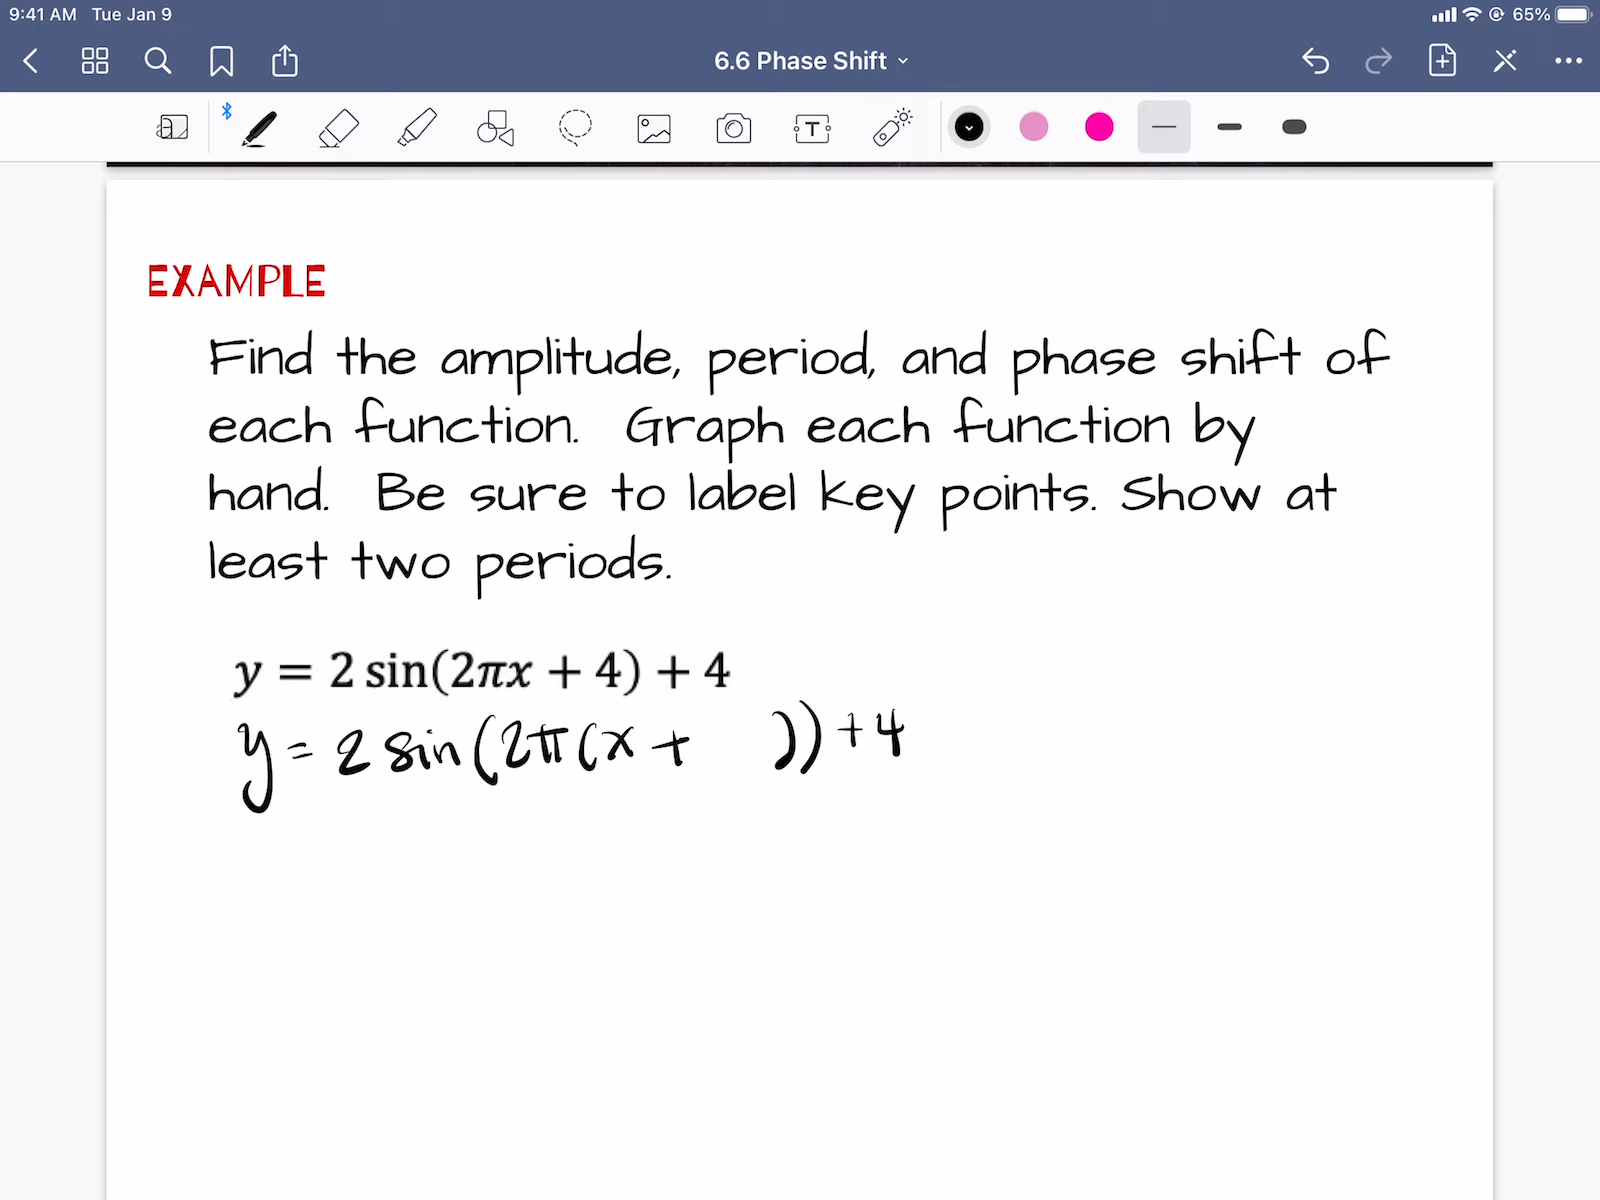 9:41 AM Tue Jan 9 65%
6.6 Phase Shift
T
EXAMPLE
Find the amplitude, period, and phase shift of
each function. Graph each function by
hand. Be sure to label key points. Show at
least two periods.
y = 2 sin(2πx + 4) + 4
y = 2 sin(2π(x + )) + 4